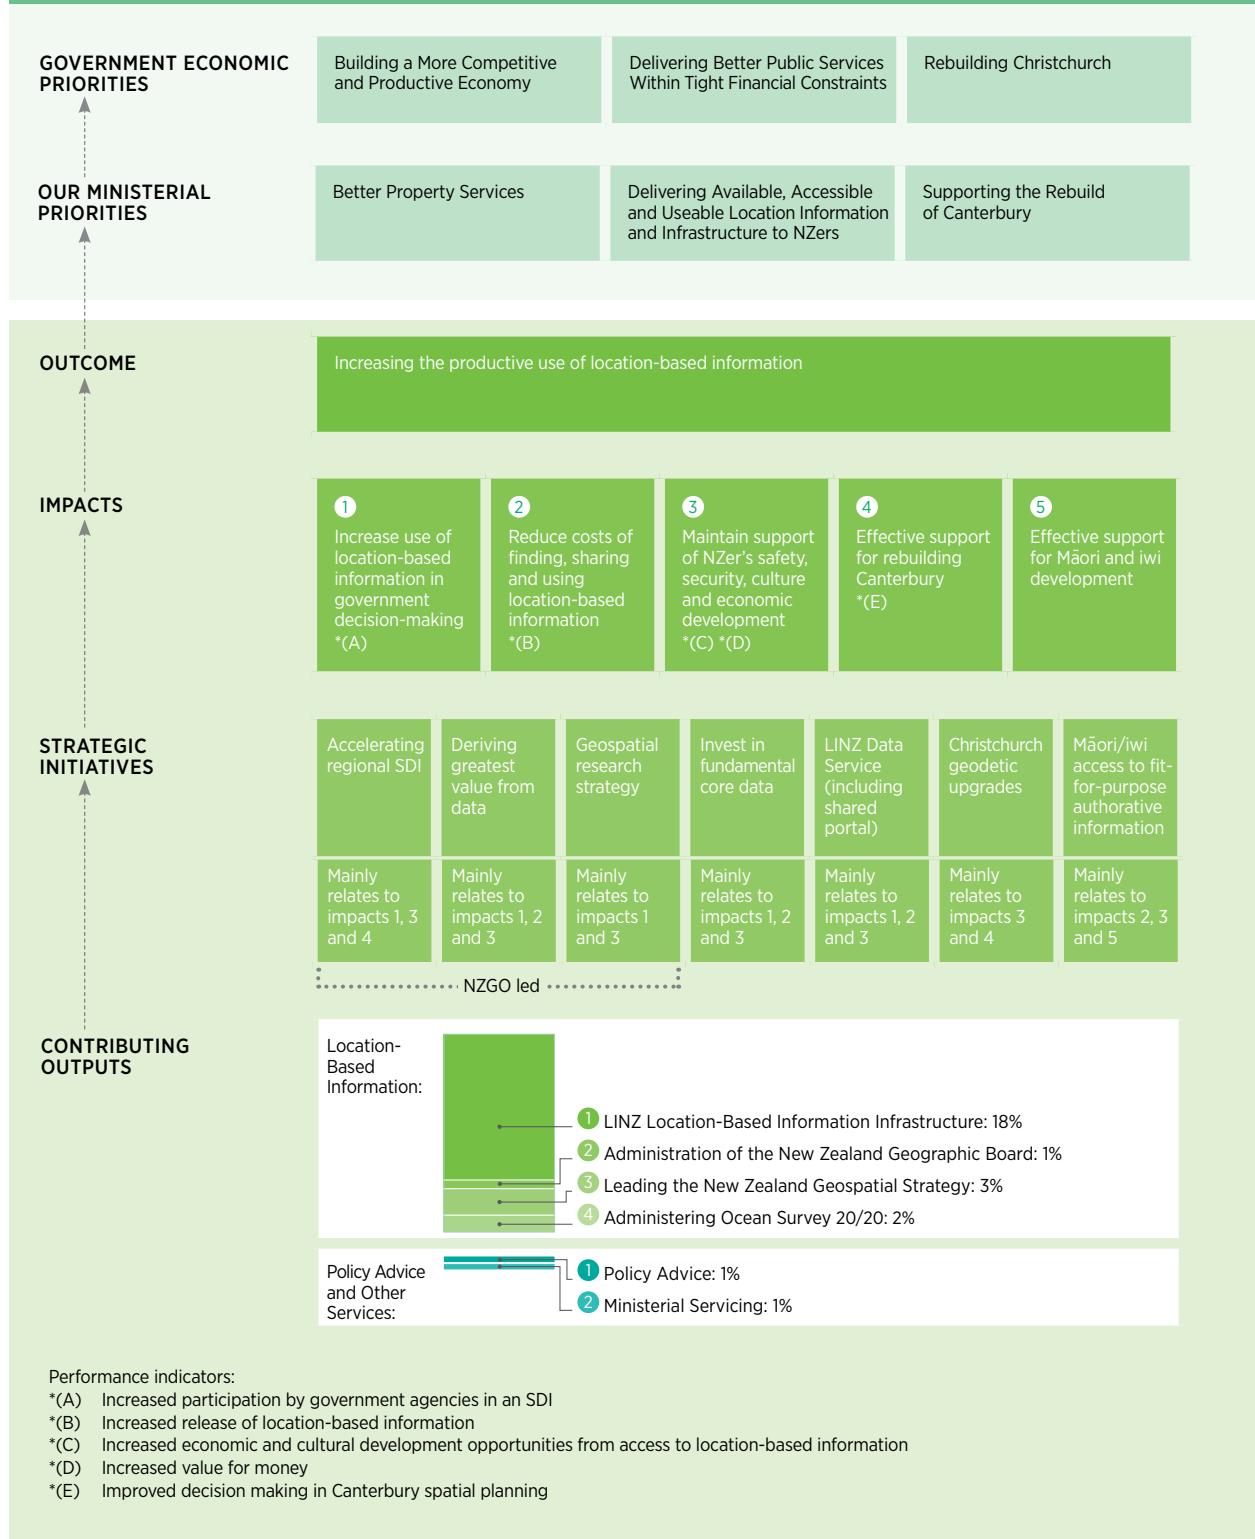 GOVERNMENT ECONOMIC
PRIORITIES
Building a More Competitive
and Productive Economy
Delivering Better Public Services
Within Tight Financial Constraints
Rebuilding Christchurch
OUR MINISTERIAL
PRIORITIES
Better Property Services
Delivering Available, Accessible
and Useable Location Information
and Infrastructure to NZers
Supporting the Rebuild
of Canterbury
OUTCOME
Increasing the productive use of location-based information
IMPACTS
1
Increase use of
location-based
information in
government
decision-making
*(A)
2
Reduce costs of
finding, sharing
and using
location-based
information
*(B)
3
Maintain support
of NZer's safety,
security, culture
and economic
development
*(C) *(D)
4
Effective support
for rebuilding
Canterbury
*(E)
5
Effective support
for Māori and iwi
development
STRATEGIC
INITIATIVES
Accelerating
regional SDI
Deriving
greatest
value from
data
Geospatial
research
strategy
Invest in
fundamental
core data
LINZ Data
Service
(including
shared
portal)
Christchurch
geodetic
upgrades
Māori/iwi
access to fit-
for-purpose
authorative
information
Mainly
relates to
impacts 1, 3
and 4
Mainly
relates to
impacts 1, 2
and 3
Mainly
relates to
impacts 1
and 3
Mainly
relates to
impacts 1, 2
and 3
Mainly
relates to
impacts 1, 2
and 3
Mainly
relates to
impacts 3
and 4
Mainly
relates to
impacts 2, 3
and 5
NZGO led
CONTRIBUTING
OUTPUTS
Location-
Based
Information:
1 LINZ Location-Based Information Infrastructure: 18%
2 Administration of the New Zealand Geographic Board: 1%
3 Leading the New Zealand Geospatial Strategy: 3%
4 Administering Ocean Survey 20/20: 2%
Policy Advice
and Other
Services:
1 Policy Advice: 1%
2 Ministerial Servicing: 1%
Performance indicators:
*(A) Increased participation by government agencies in an SDI
*(B) Increased release of location-based information
*(C) Increased economic and cultural development opportunities from access to location-based information
*(D) Increased value for money
*(E) Improved decision making in Canterbury spatial planning